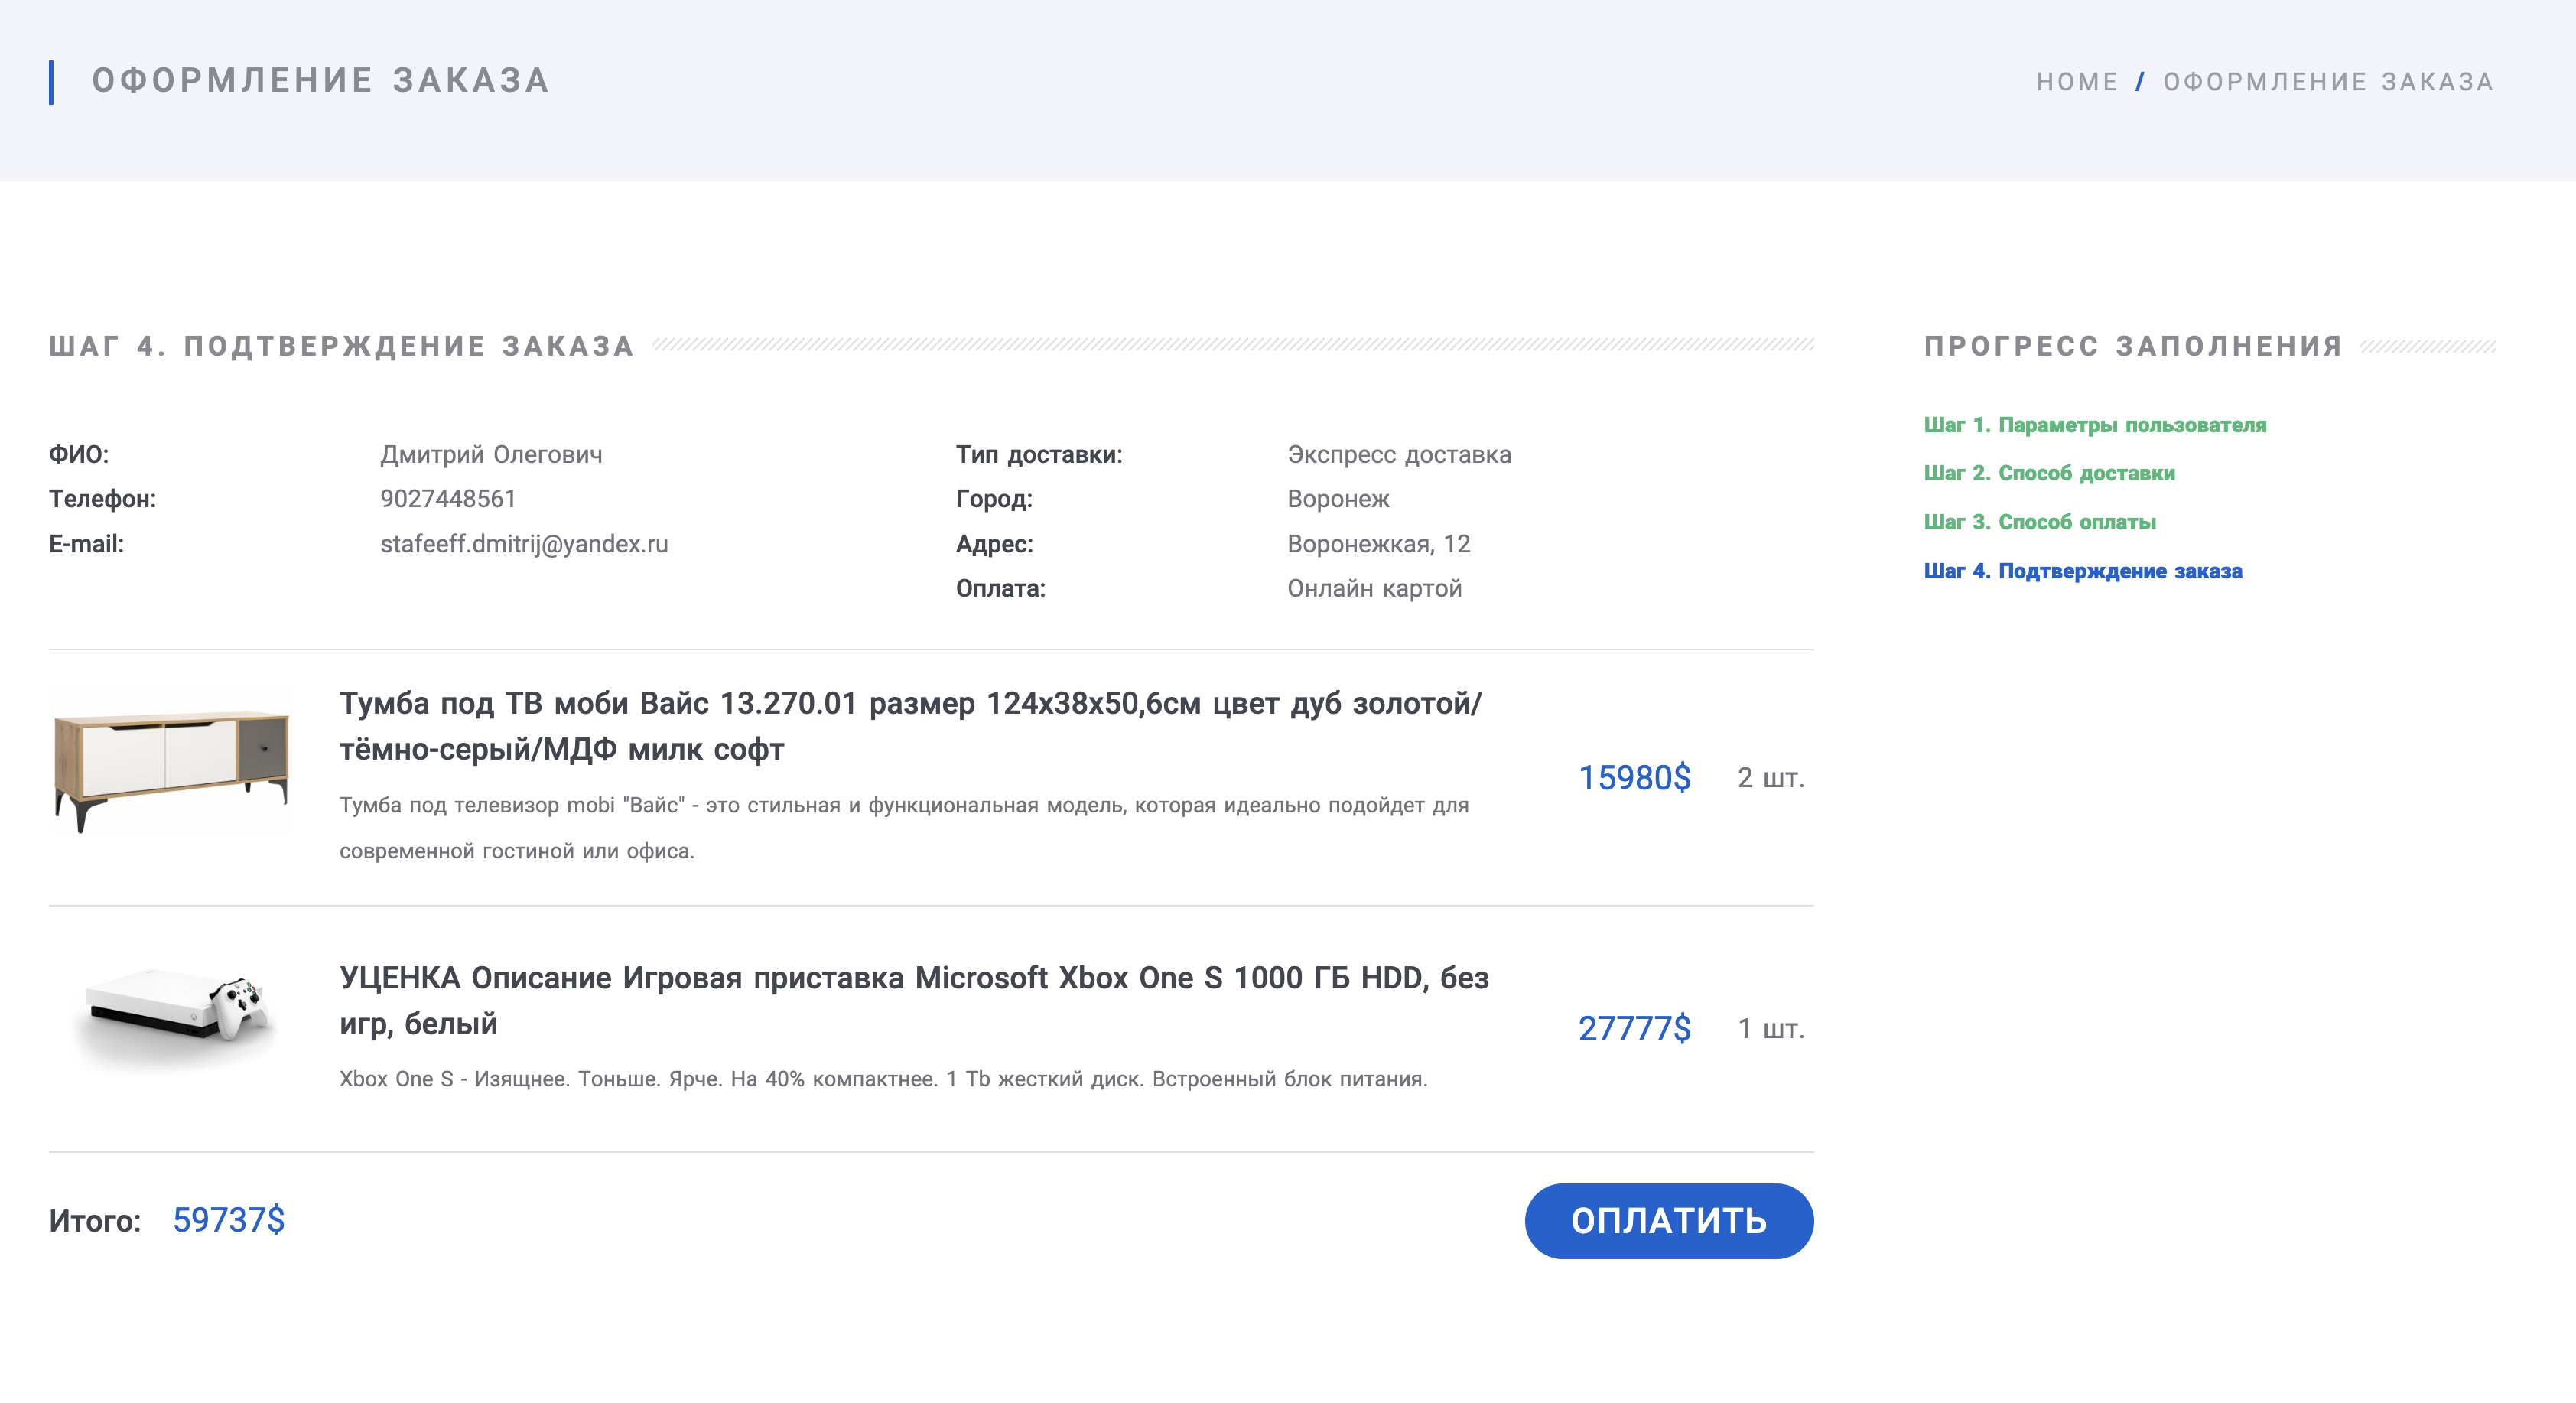 ОФОРМЛЕНИЕ ЗАКАЗА
HOME / ОФОРМЛЕНИЕ ЗАКАЗА
ШАГ 4. ПОДТВЕРЖДЕНИЕ ЗАКАЗА
ФИО: Дмитрий Олегович
Телефон: 9027448561
E-mail: stafeeff.dmitrij@yandex.ru
Тип доставки: Экспресс доставка
Город: Воронеж
Адрес: Воронежкая, 12
Оплата: Онлайн картой
Тумба под ТВ моби Вайс 13.270.01 размер 124х38х50,6см цвет дуб золотой/
тёмно-серый/МДФ милк софт
Тумба под телевизор mobi "Вайс" - это стильная и функциональная модель, которая идеально подойдет для
современной гостиной или офиса.
15980$ 2 шт.
УЦЕНКА Описание Игровая приставка Microsoft Xbox One S 1000 ГБ HDD, без
игр, белый
Xbox One S - Изящнее. Тоньше. Ярче. На 40% компактнее. 1 Tb жесткий диск. Встроенный блок питания.
27777$ 1 шт.
Итого: 59737$
ОПЛАТИТЬ
ПРОГРЕСС ЗАПОЛНЕНИЯ
Шаг 1. Параметры пользователя
Шаг 2. Способ доставки
Шаг 3. Способ оплаты
Шаг 4. Подтверждение заказа